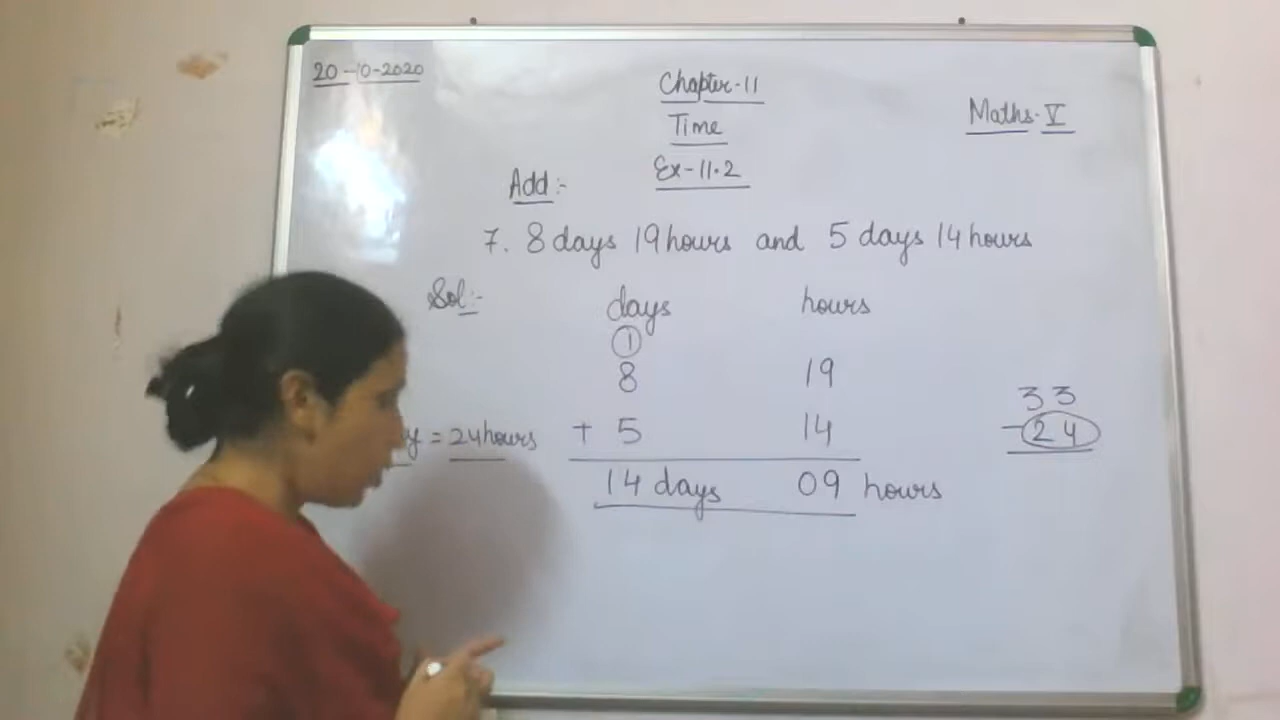 20-10-2020
Chapter-11
Maths-V
Time
Ex-11.2
Add:-
7. 8 days 19 hours and 5 days 14 hours
Sol:- days hours
1
8 19
33
+ 5 14
-24
= 24 hours
14 days 09 hours